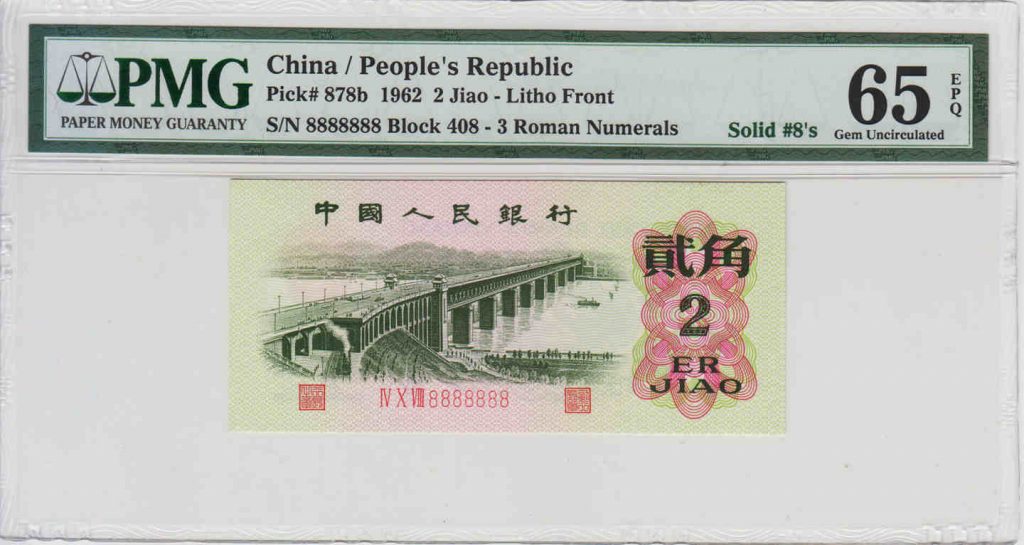 PMG
PAPER MONEY GUARANTY
China / People's Republic
Pick# 878b 1962 2 Jiao - Litho Front
S/N 8888888 Block 408 - 3 Roman Numerals
Solid #8's
65
EPQ
Gem Uncirculated
中國人民銀行
貳角
2
ER
JIAO
IV X VIII 8888888